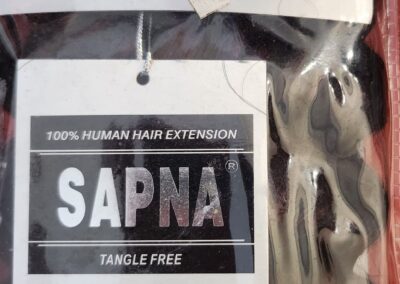 100% HUMAN HAIR EXTENSION
SAPNA®
TANGLE FREE